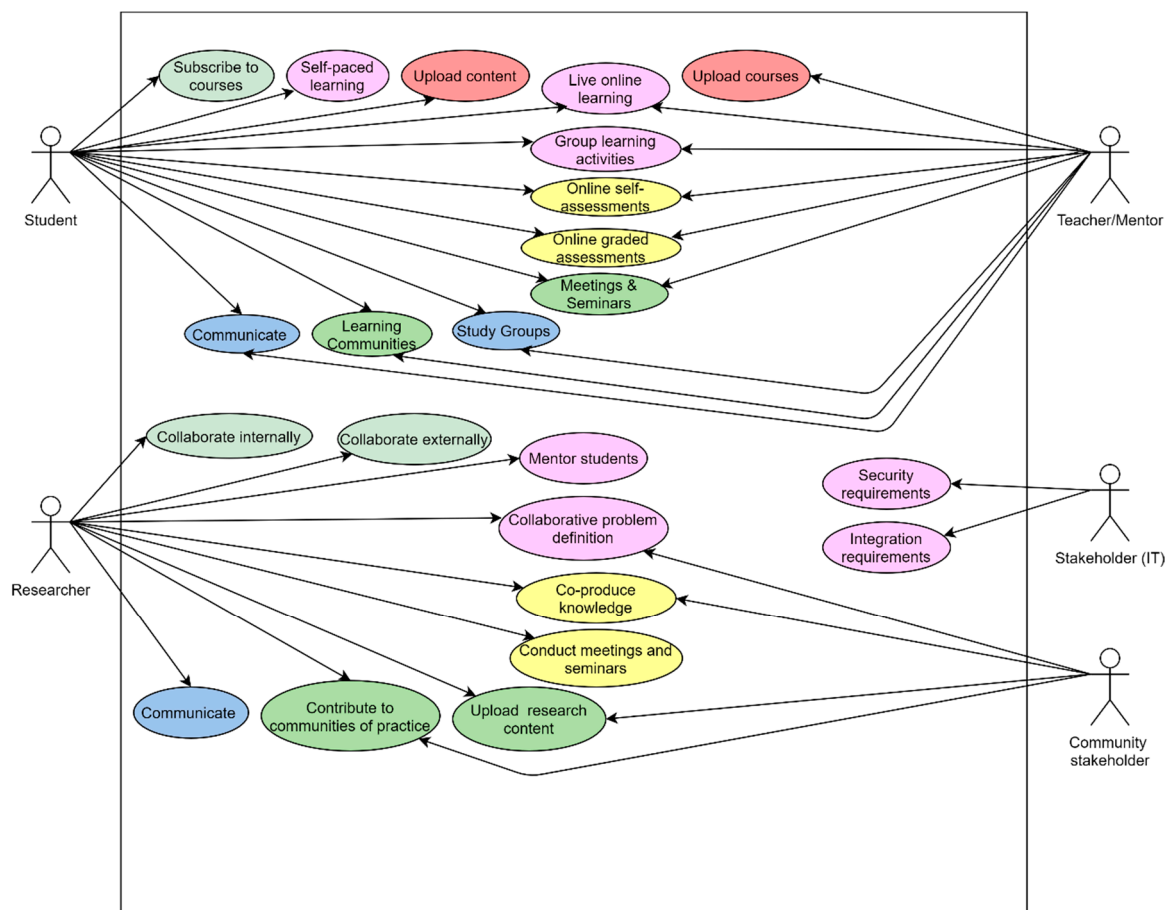 Subscribe to
courses
Self-paced
learning
Upload content
Live online
learning
Upload courses
Group learning
activities
Online self-
assessments
Student
Teacher/Mentor
Online graded
assessments
Meetings &
Seminars
Communicate
Learning
Communities
Study Groups
Collaborate internally
Collaborate externally
Mentor students
Security
requirements
Collaborative problem
definition
Integration
requirements
Researcher
Stakeholder (IT)
Co-produce
knowledge
Conduct meetings and
seminars
Communicate
Contribute to
communities of practice
Upload research
content
Community
stakeholder